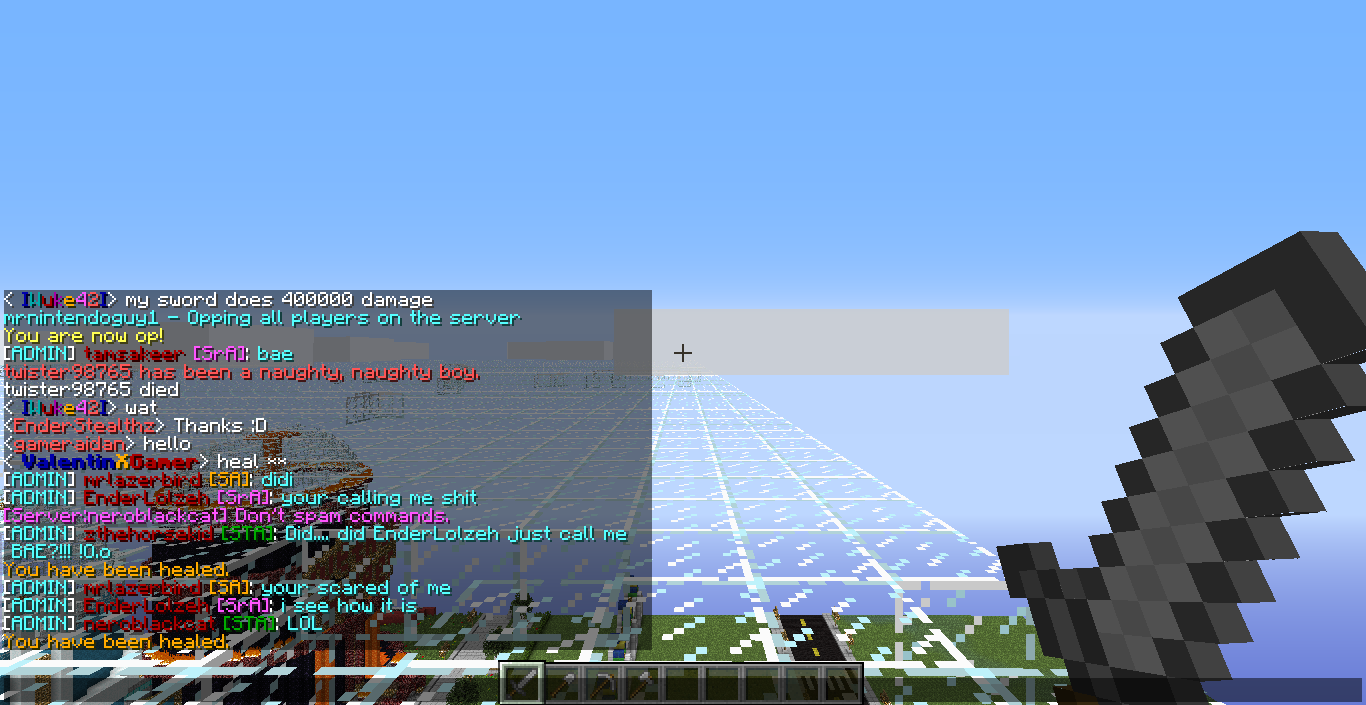 < [Wuke42]> my sword does 400000 damage
mrnintendoguy1 - Opping all players on the server
You are now op!
[ADMIN] tamsakeer [SrA]: bae
twister98765 has been a naughty, naughty boy.
twister98765 died
< [Wuke42]> wat
<EnderStealthz> Thanks :D
<gameraidan> hello
< ValentinXGamer> heal **
[ADMIN] mrlazerbird [SA]: didi
[ADMIN] EnderLolzeh [SrA]: your calling me shit
[Server:neroblackcat] Don't spam commands.
[ADMIN] zthehorsekid [STA]: Did.... did EnderLolzeh just call me
BAE?!!! !O.o
You have been healed.
[ADMIN] mrlazerbird [SA]: your scared of me
[ADMIN] EnderLolzeh [SrA]: i see how it is
[ADMIN] neroblackcat [STA]: LOL
You have been healed.